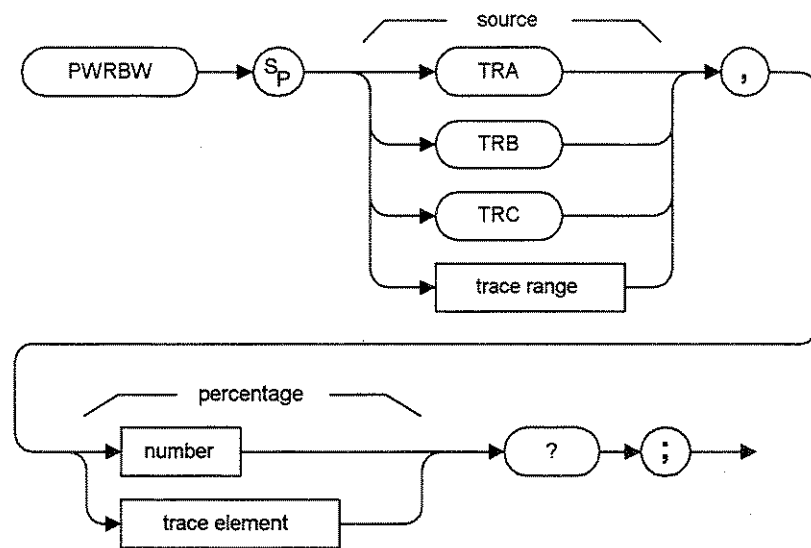 source
PWRBW
SP
TRA
,
TRB
TRC
trace range
percentage
number
?
;
trace element